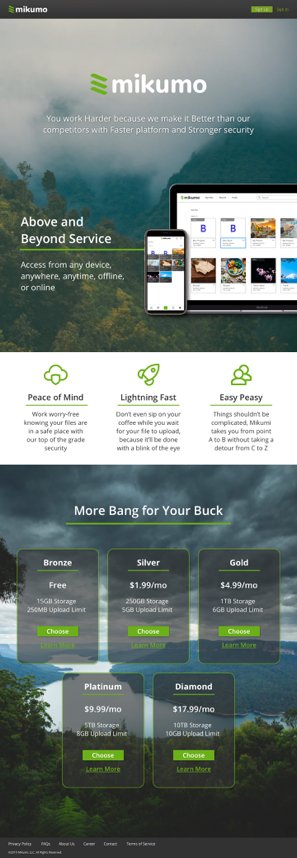 mikumo
Sign Up
Sign In
mikumo
You work Harder because we make it Better than our
competitors with Faster platform and Stronger security
Above and
Beyond Service
Access from any device,
anywhere, anytime, offline,
or online
mikumo
B
B
B
Peace of Mind
Work worry-free
knowing your files are
in a safe place with
our top of the grade
security
Lightning Fast
Don't even sip on your
coffee while you wait
for your file to upload,
because it'll be done
with a blink of the eye
Easy Peasy
Things shouldn't be
complicated, Mikumi
takes you from point
A to B without taking a
detour from C to Z
More Bang for Your Buck
Bronze
Free
15GB Storage
250MB Upload Limit
Choose
Learn More
Silver
$1.99/mo
250GB Storage
5GB Upload Limit
Choose
Learn More
Gold
$4.99/mo
1TB Storage
6GB Upload Limit
Choose
Learn More
Platinum
$9.99/mo
5TB Storage
8GB Upload Limit
Choose
Learn More
Diamond
$17.99/mo
10TB Storage
10GB Upload Limit
Choose
Learn More
Privacy Policy FAQs About Us Career Contact Terms of Service